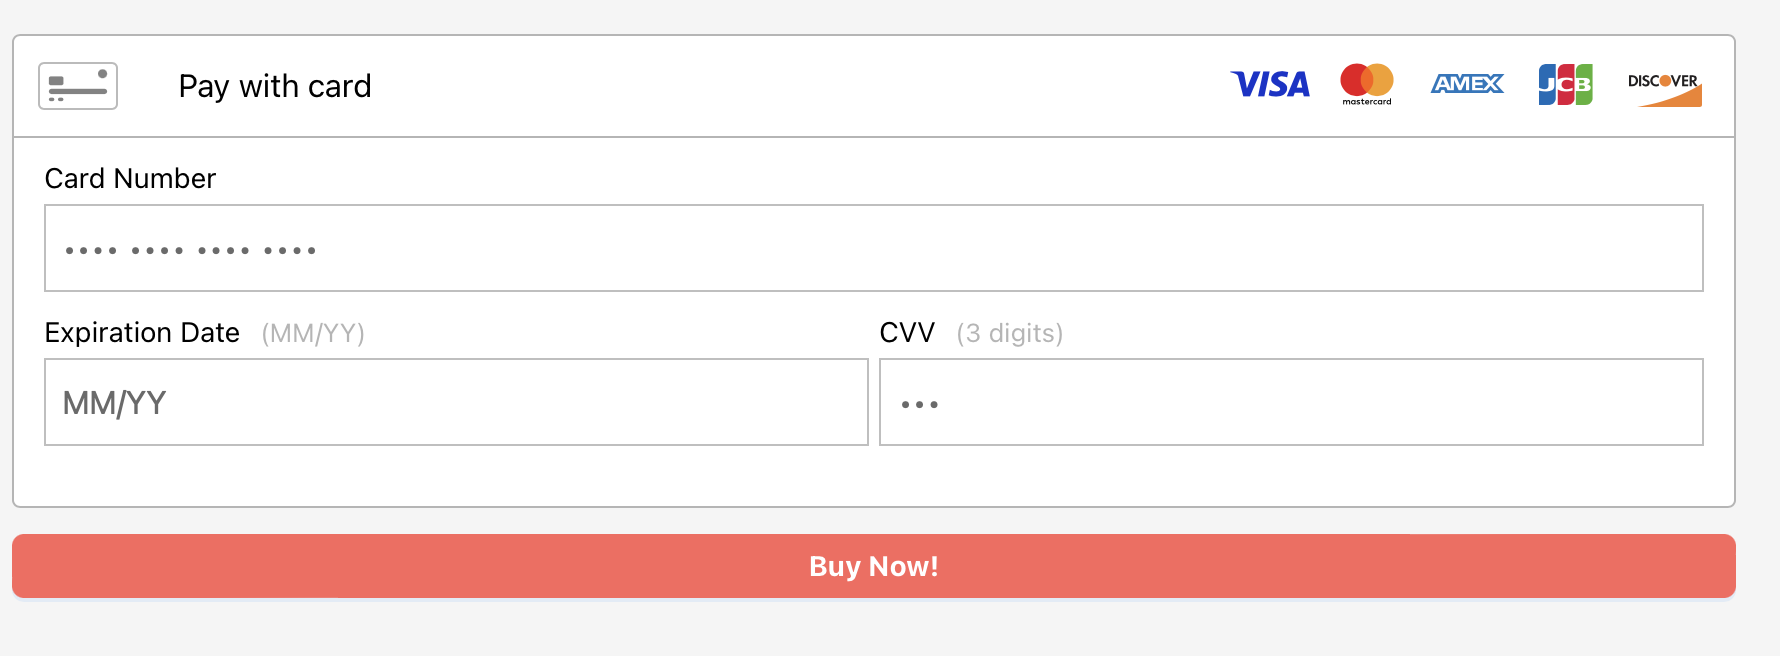 Pay with card VISA mastercard AMEX JCB DISCOVER
Card Number
•••• •••• •••• ••••
Expiration Date (MM/YY) CVV (3 digits)
MM/YY •••
Buy Now!